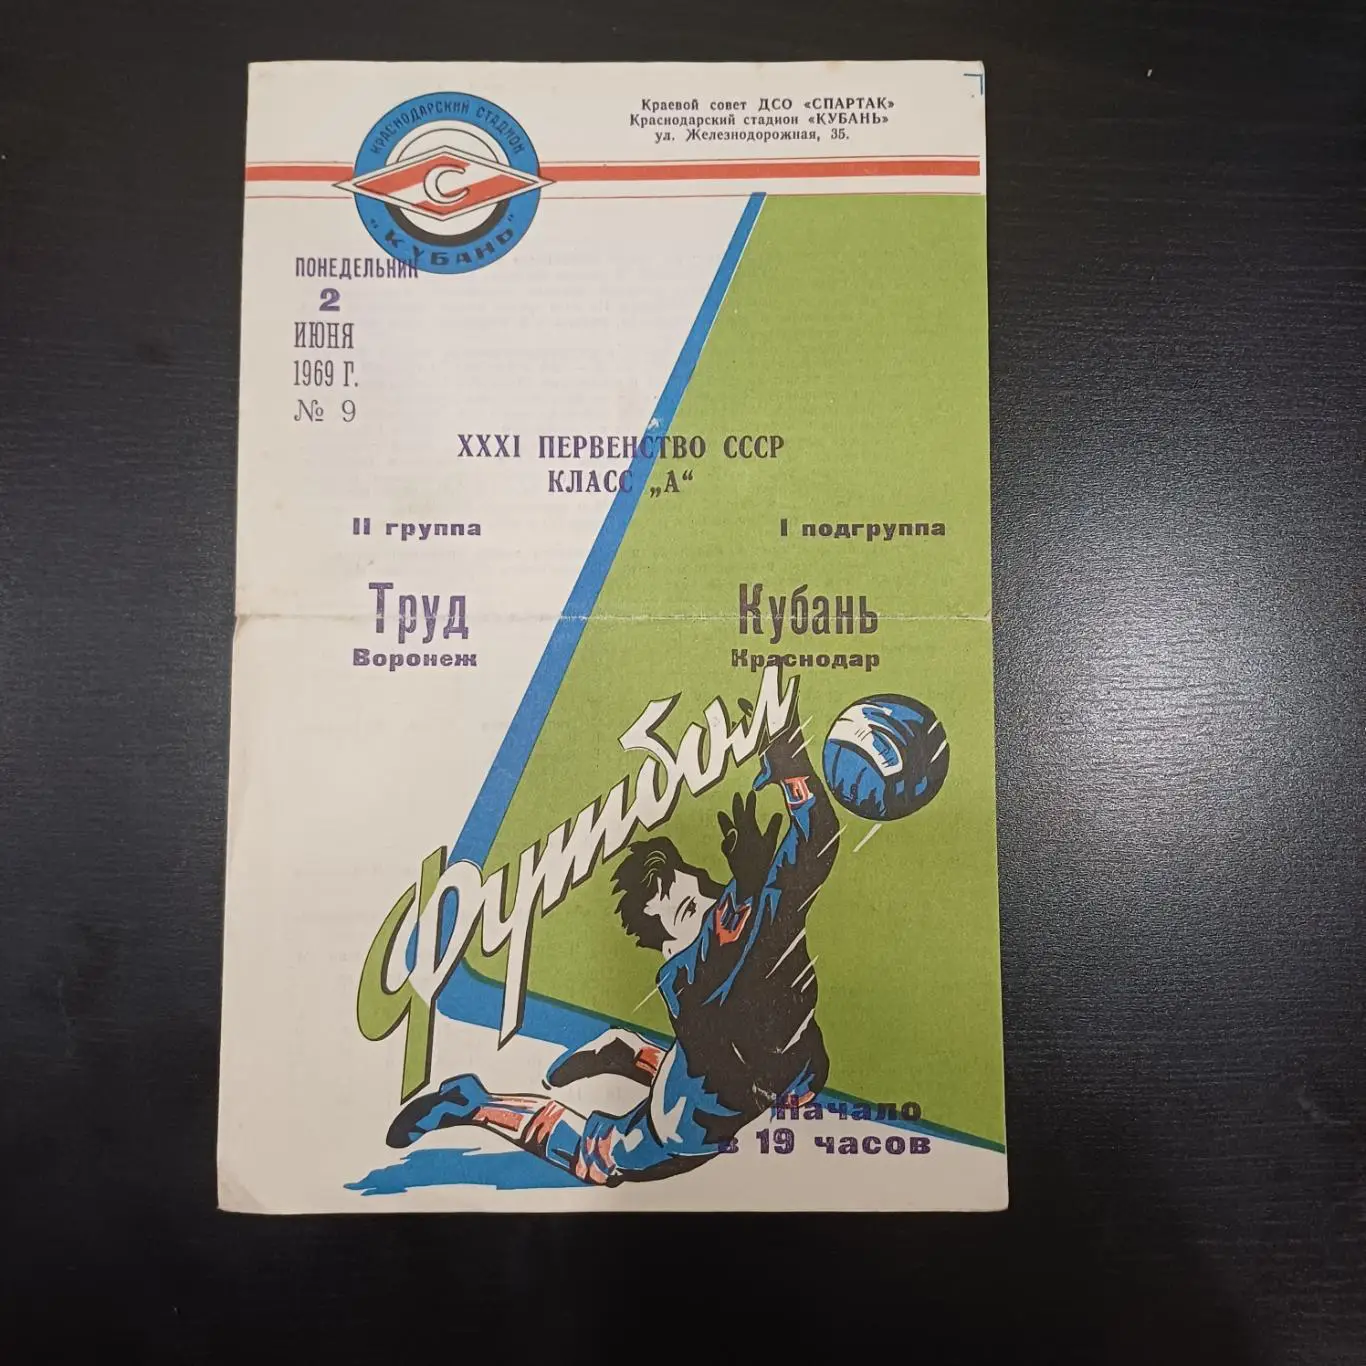 Краевой совет ДСО «СПАРТАК»
Краснодарский стадион «КУБАНЬ»
ул. Железнодорожная, 35.
КРАСНОДАРСКИЙ СТАДИОН
С
"КУБАНЬ"
ПОНЕДЕЛЬНИК
2
ИЮНЯ
1969 Г.
№ 9
XXXI ПЕРВЕНСТВО СССР
КЛАСС „А“
II группа
I подгруппа
Труд
Воронеж
Кубань
Краснодар
Футбол
Начало
в 19 часов